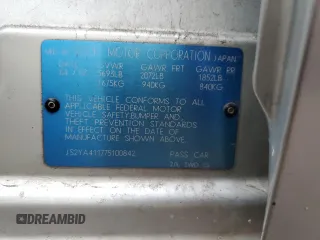 MOTOR CORPORATION JAPAN
GVWR GAWR FRT GAWR RR
3695LB 2072LB 1852LB
1675KG 940KG 840KG
THIS VEHICLE CONFORMS TO ALL
APPLICABLE FEDERAL MOTOR
VEHICLE SAFETY,BUMPER, AND
THEFT PREVENTION STANDARDS
IN EFFECT ON THE DATE OF
MANUFACTURE SHOWN ABOVE.
JS2YA411775100842 PASS CAR
DREAMBID